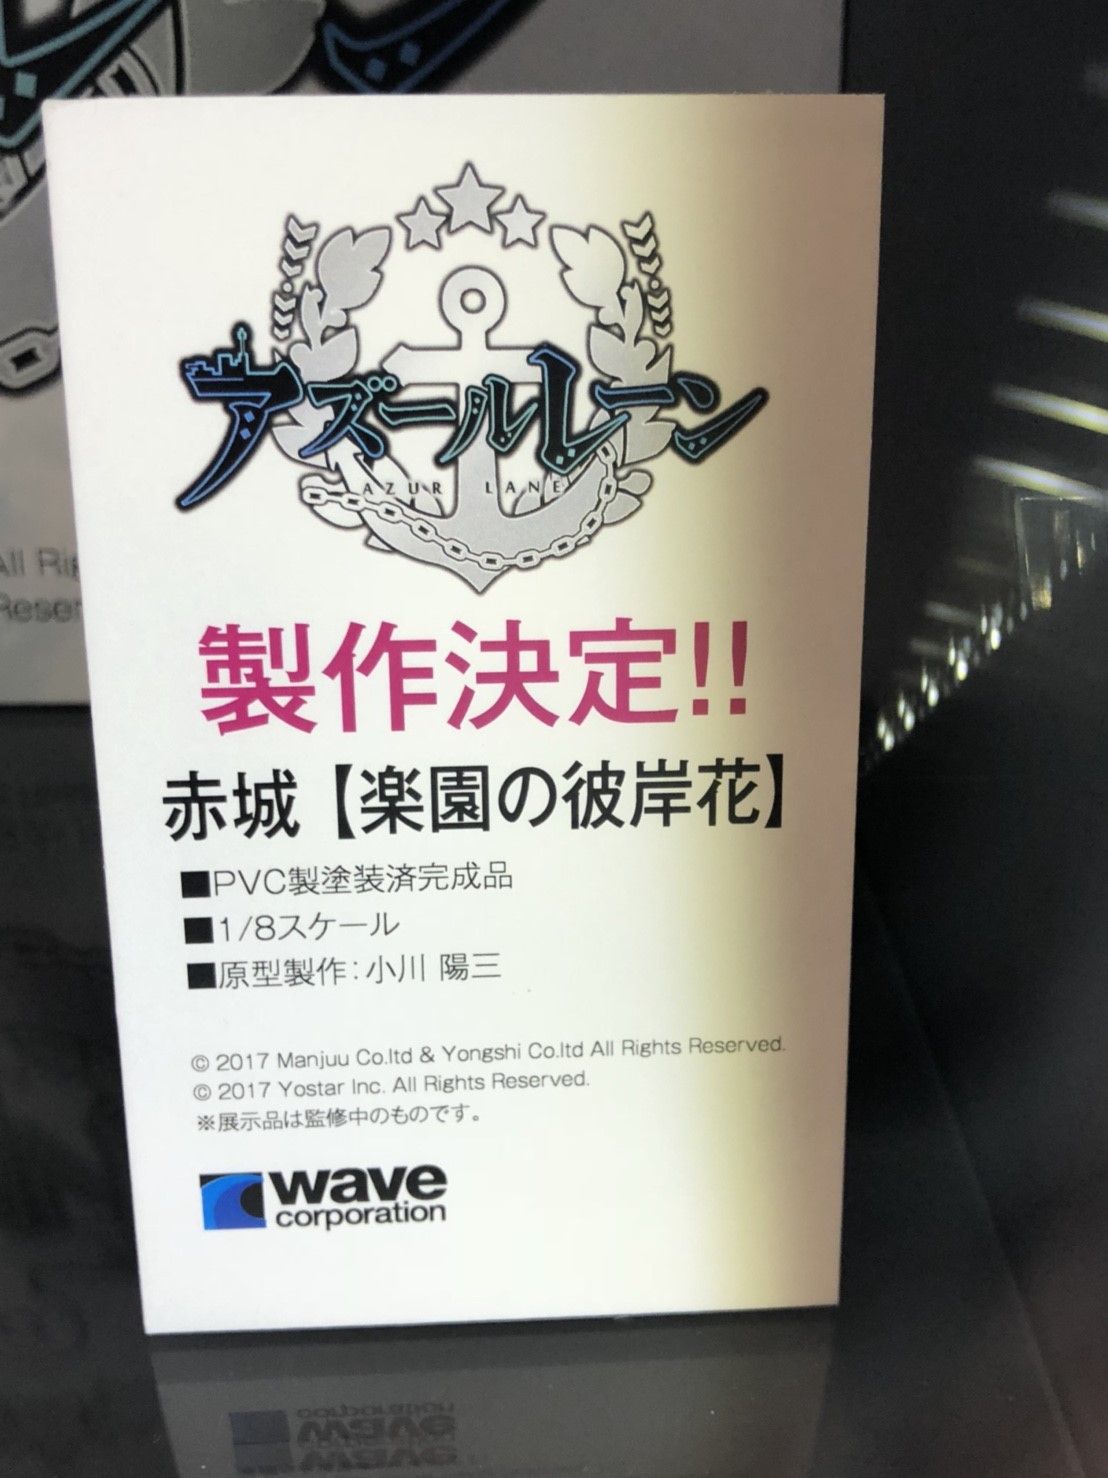 アズールレーン
AZUR LANE
製作決定!!
赤城【楽園の彼岸花】
■PVC製塗装済完成品
■1/8スケール
■原型製作:小川 陽三
© 2017 Manjuu Co.ltd & Yongshi Co.ltd All Rights Reserved.
© 2017 Yostar Inc. All Rights Reserved.
※展示品は監修中のものです。
wave
corporation
All Rig
Reser